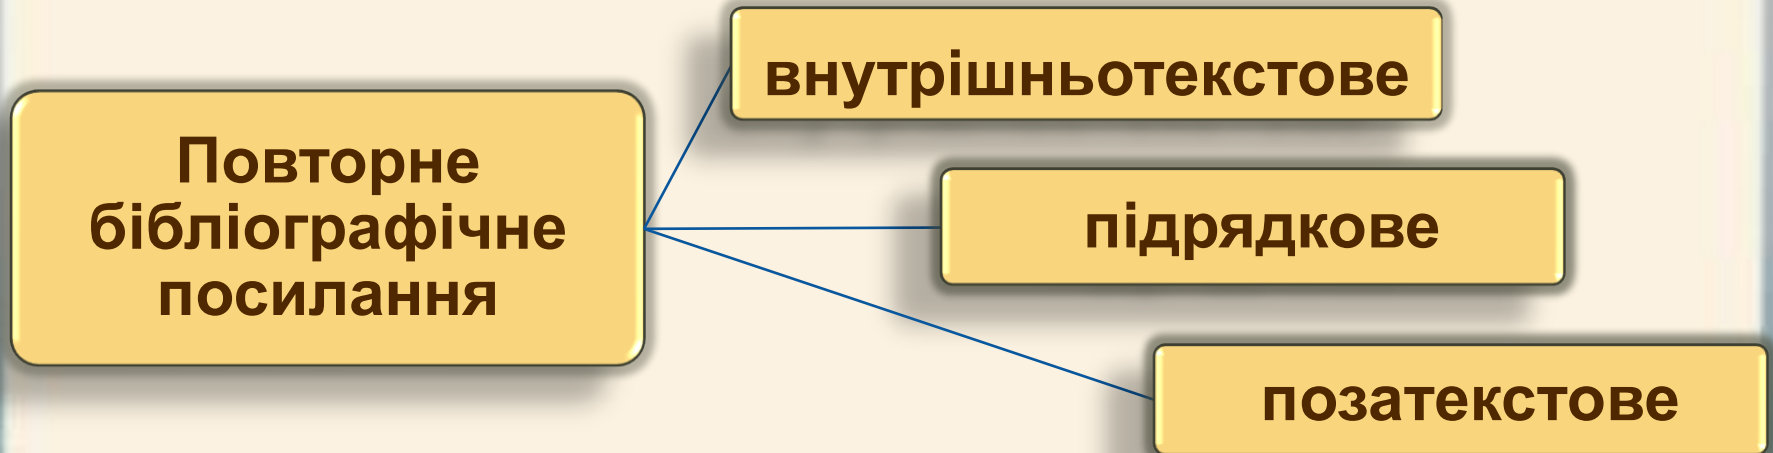 Повторне
бібліографічне
посилання
внутрішньотекстове
підрядкове
позатекстове